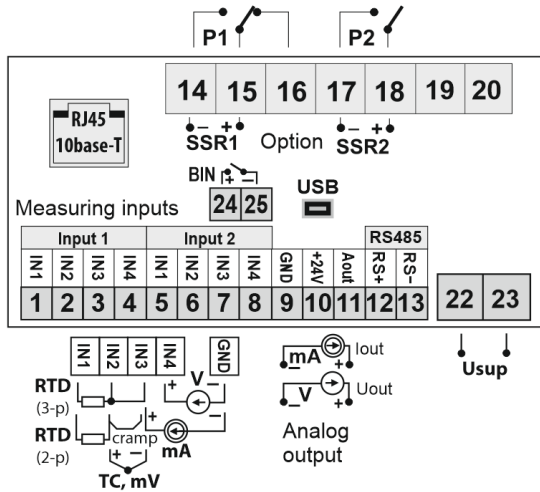 P1 P2
14 15 16 17 18 19 20
– + – +
SSR1 Option SSR2
RJ45
10base-T
BIN + –
24 25
USB
Measuring inputs
Input 1 Input 2 RS485
IN1 IN2 IN3 IN4 IN1 IN2 IN3 IN4 GND +24V Aout RS+ RS-
1 2 3 4 5 6 7 8 9 10 11 12 13
22 23
Usup
IN1 IN2 IN3 IN4 GND
RTD
(3-p)
+ V –
RTD
(2-p)
cramp
+ mA –
+ –
TC, mV
– mA + Iout
– V + Uout
Analog
output